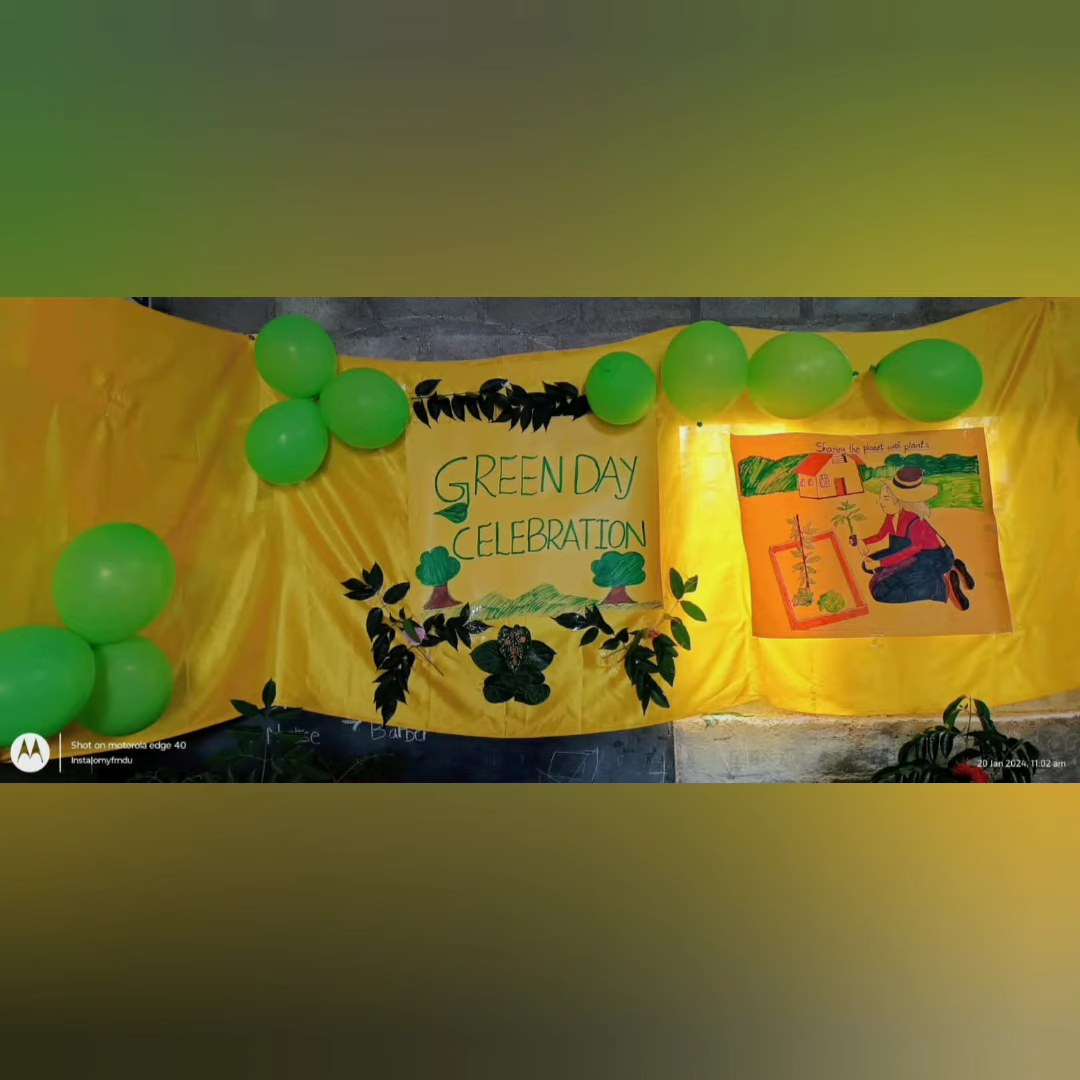 GREEN DAY
CELEBRATION
Sharing the planet with plants
Barber
Shot on motorola edge 40
Insta|omyfrndu
20 Jan 2024, 11:02 am